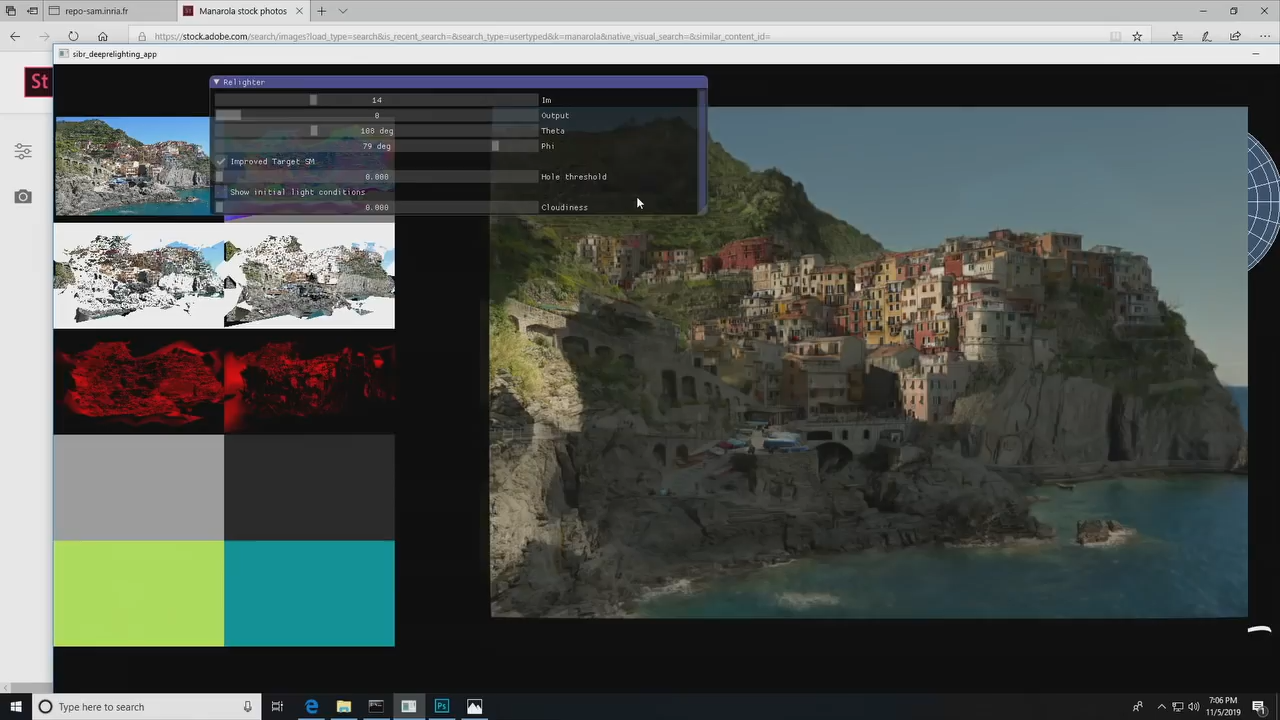 repo-sam.inria.fr
Manarola stock photos
https://stock.adobe.com/search/images?load_type=search&is_recent_search=&search_type=usertyped&k=manarola&native_visual_search=&similar_content_id=
sibr_deeprelighting_app
St
Relighter
14 Im
8 Output
108 deg Theta
79 deg Phi
Improved Target SM
0.000 Hole threshold
Show initial light conditions
0.000 Cloudiness
Type here to search
Ps
7:06 PM
11/5/2019